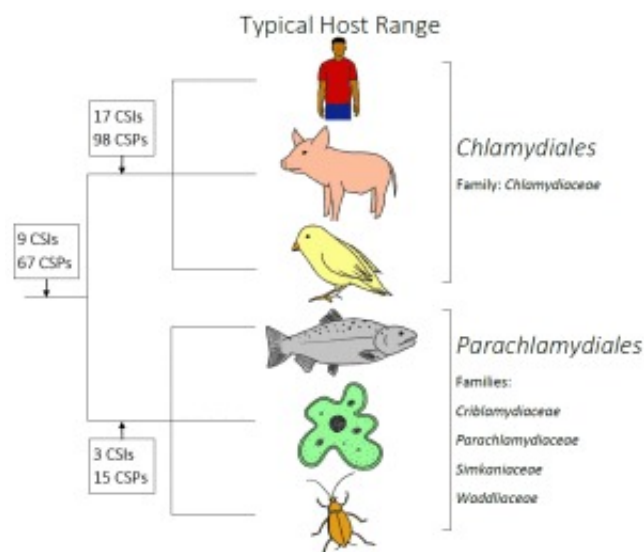 Typical Host Range
17 CSIs
98 CSPs
9 CSIs
67 CSPs
3 CSIs
15 CSPs
Chlamydiales
Family: Chlamydiaceae
Parachlamydiales
Families:
Criblamydiaceae
Parachlamydiaceae
Simkaniaceae
Waddliaceae